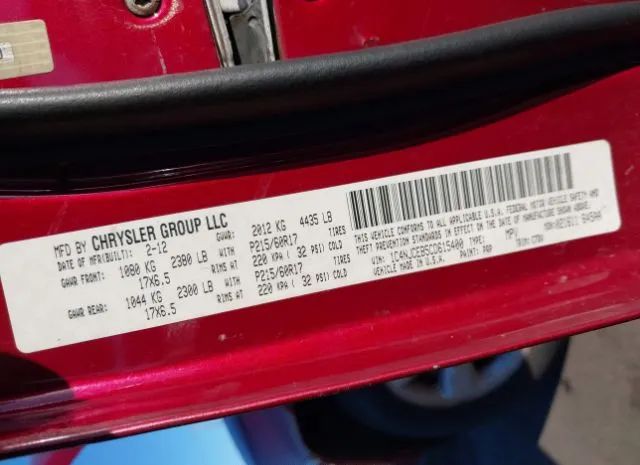 MFD BY CHRYSLER GROUP LLC
DATE OF MFR(BUILT): 2-12 GVWR: 2012 KG 4435 LB
GAWR FRONT: 1080 KG 2380 LB WITH P215/60R17 TIRES
17X6.5 RIMS AT 220 KPA ( 32 PSI) COLD
GAWR REAR: 1044 KG 2300 LB WITH P215/60R17 TIRES
17X6.5 RIMS AT 220 KPA ( 32 PSI) COLD
THIS VEHICLE CONFORMS TO ALL APPLICABLE U.S.A. FEDERAL MOTOR VEHICLE SAFETY AND
THEFT PREVENTION STANDARDS IN EFFECT ON THE DATE OF MANUFACTURE SHOWN ABOVE.
VIN: 1C4NJCEB5CD615400 TYPE: MPV MDH: 021611
PAINT: PRP TRIM: